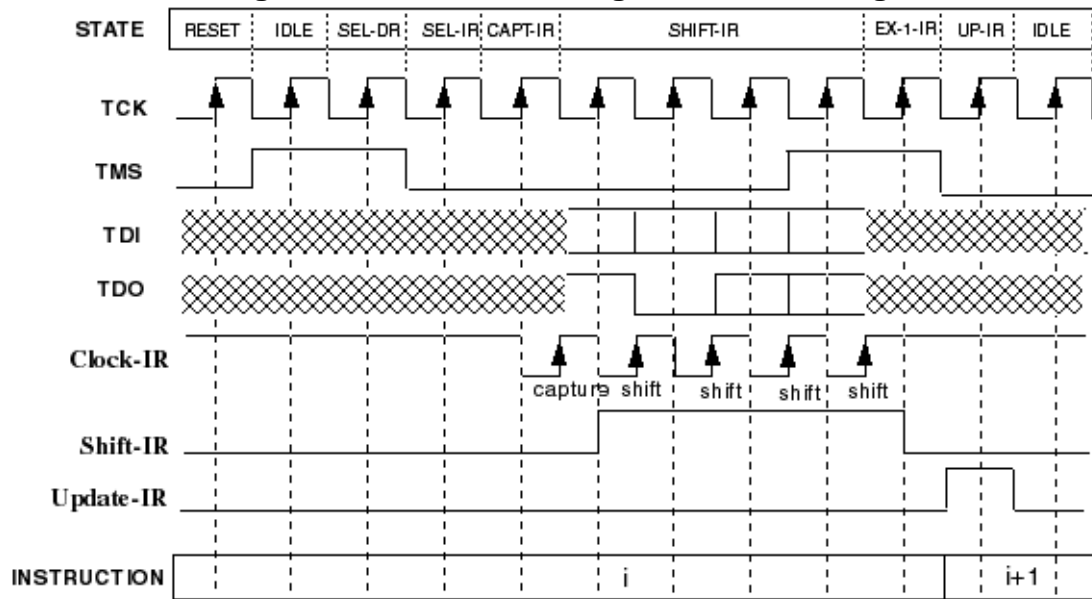 STATE RESET IDLE SEL-DR SEL-IR CAPT-IR SHIFT-IR EX-1-IR UP-IR IDLE
TCK
TMS
TDI
TDO
Clock-IR
capture shift shift shift shift
Shift-IR
Update-IR
INSTRUCTION i i+1